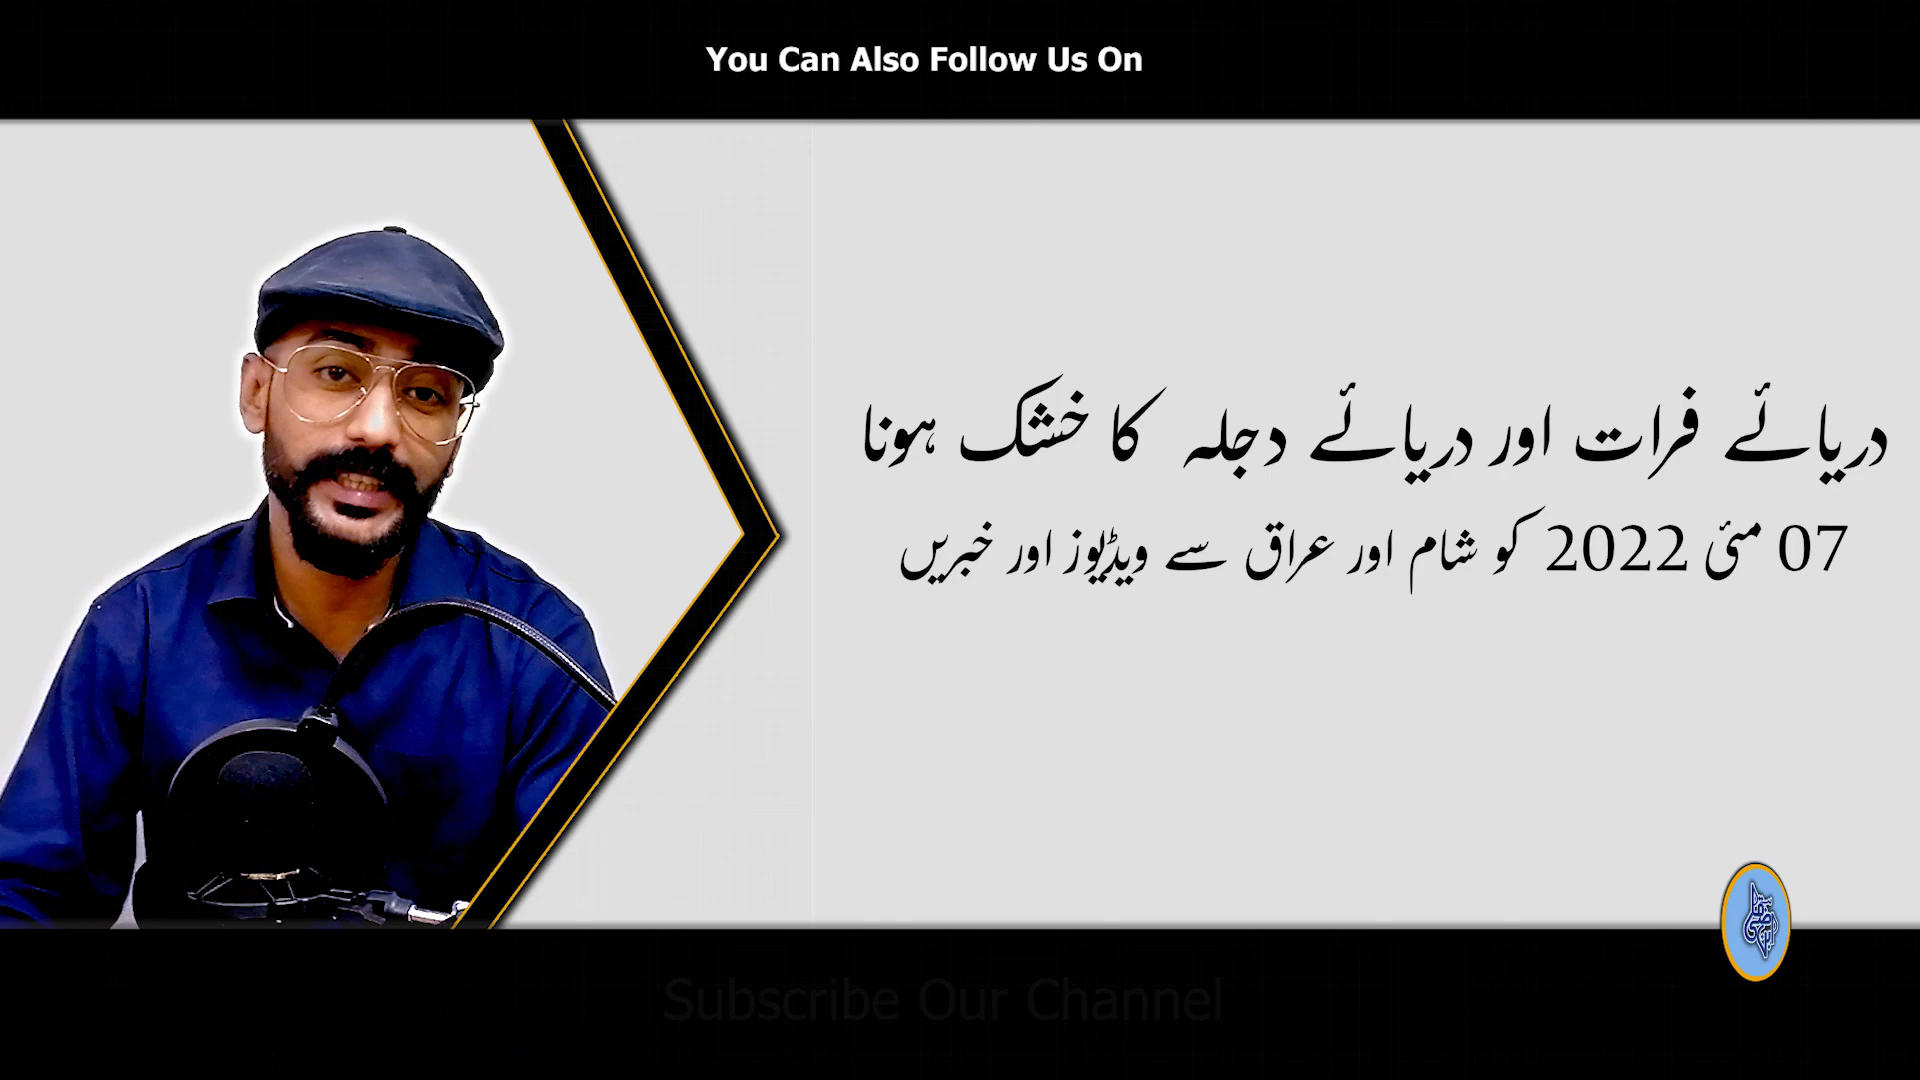 You Can Also Follow Us On
دریائے فرات اور دریائے دجلہ کا خشک ہونا
07 مئی 2022 کو شام اور عراق سے ویڈیوز اور خبریں
Subscribe Our Channel